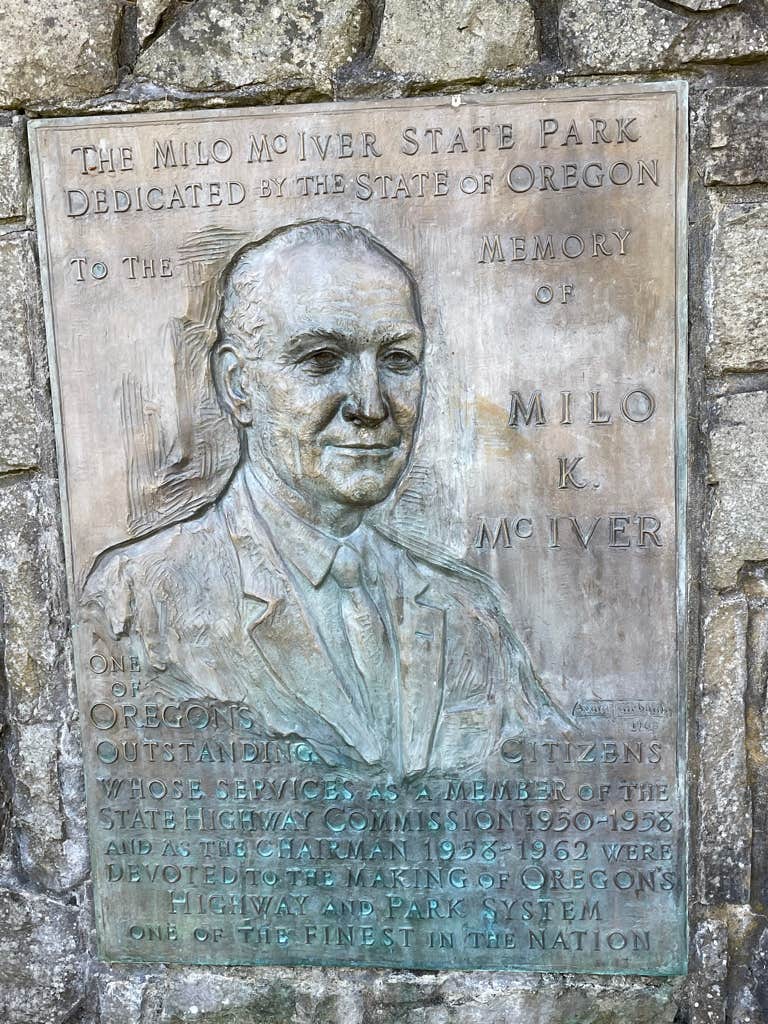 THE MILO McIVER STATE PARK
DEDICATED BY THE STATE OF OREGON
TO THE MEMORY
OF
MILO
K.
McIVER
ONE
OF
OREGON'S
OUTSTANDING CITIZENS
WHOSE SERVICES AS A MEMBER OF THE
STATE HIGHWAY COMMISSION 1950-1958
AND AS THE CHAIRMAN 1958-1962 WERE
DEVOTED TO THE MAKING OF OREGON'S
HIGHWAY AND PARK SYSTEM
ONE OF THE FINEST IN THE NATION